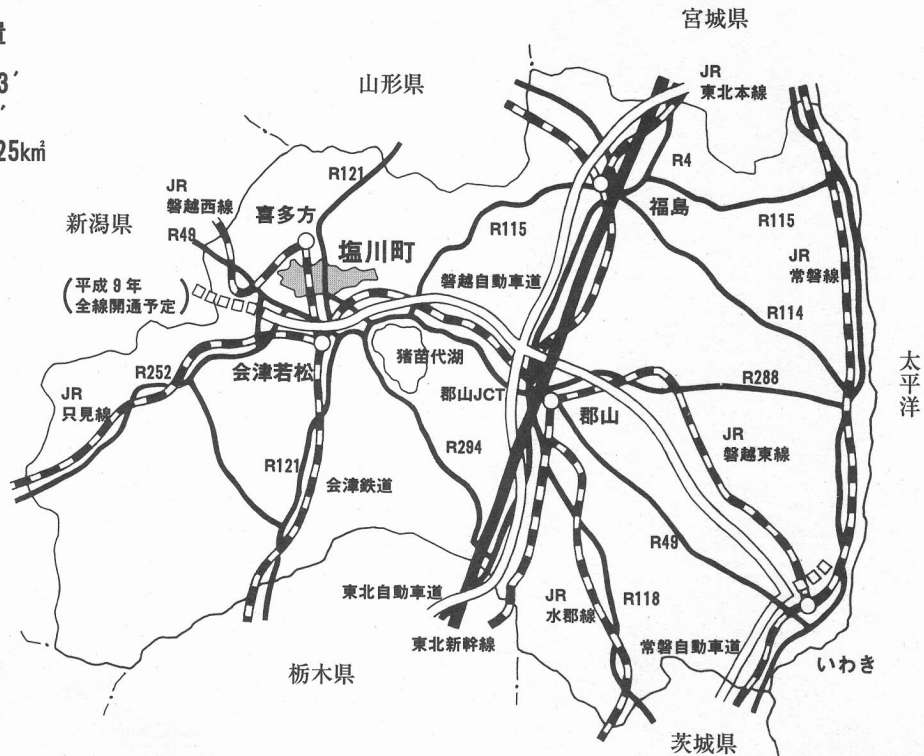 宮城県
3′
′
25km²
山形県
JR
東北本線
R4
R121
JR
磐越西線
喜多方
福島
新潟県
R49
塩川町
R115
R115
磐越自動車道
JR
常磐線
(平成9年
全線開通予定)
R114
猪苗代湖
会津若松
太平洋
R252
R288
JR
只見線
郡山JCT
郡山
JR
磐越東線
R294
R121
会津鉄道
R49
東北自動車道
JR
水郡線
R118
東北新幹線
常磐自動車道
いわき
栃木県
茨城県